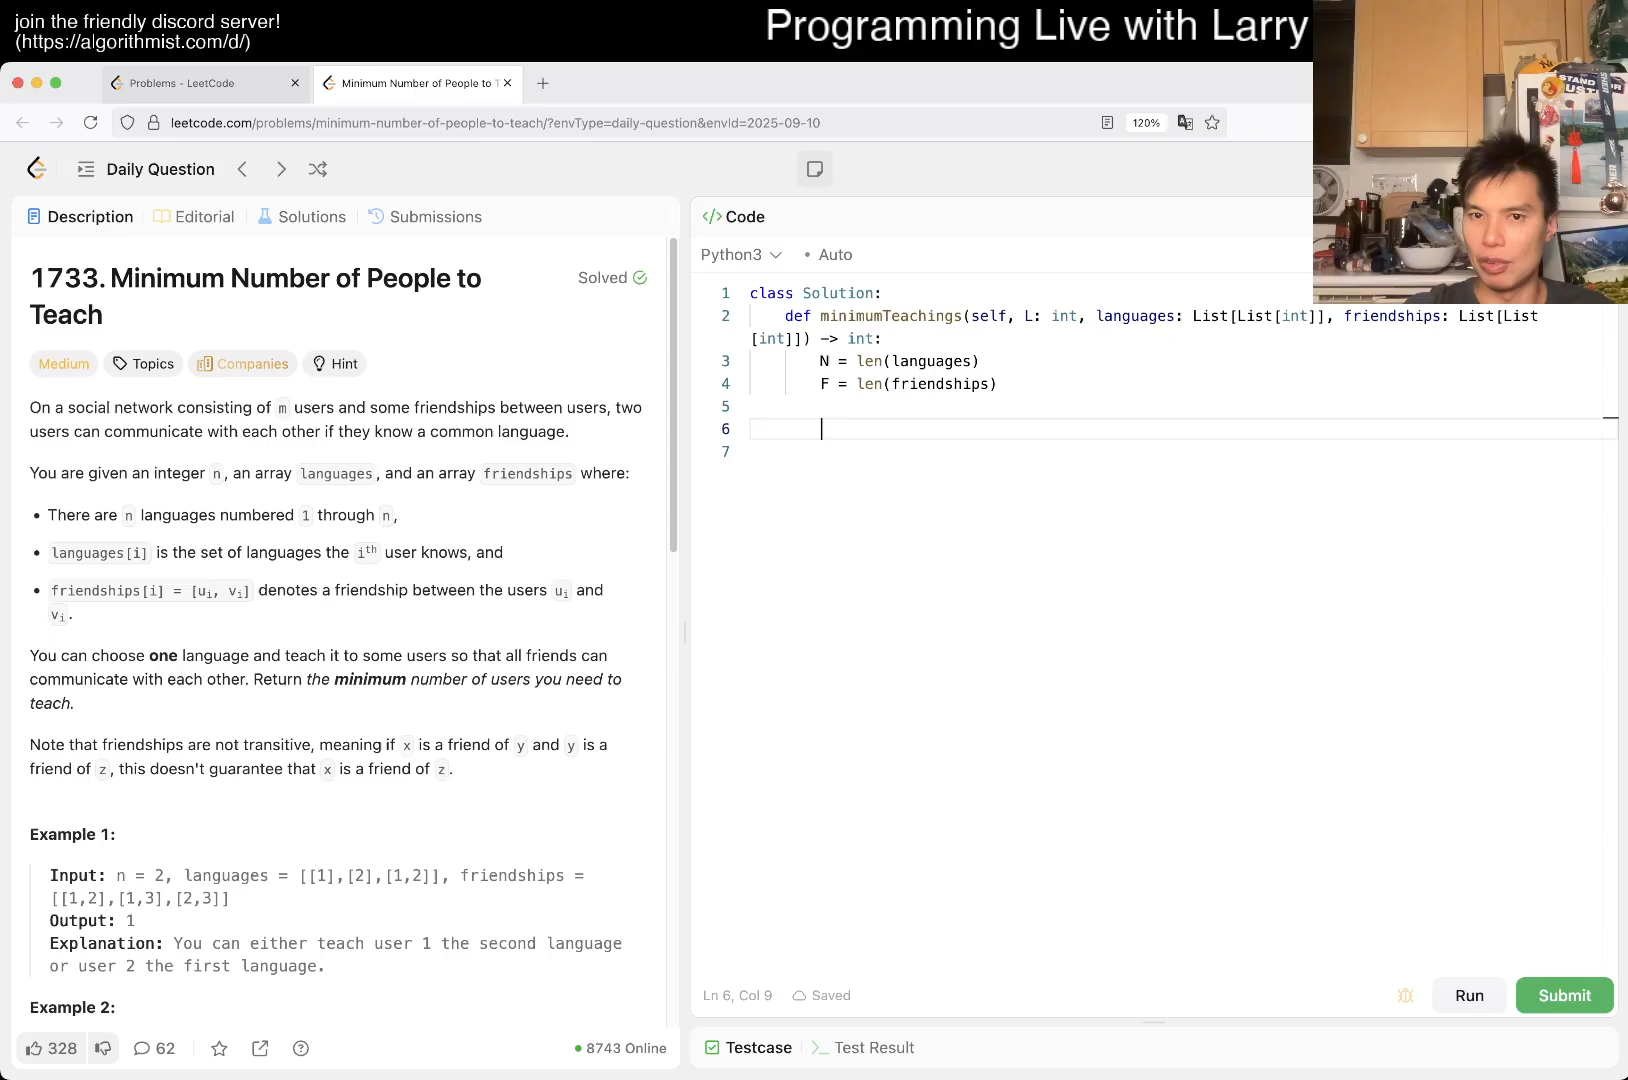 join the friendly discord server!
(https://algorithmist.com/d/)
Programming Live with Larry
Problems - LeetCode
Minimum Number of People to T
leetcode.com/problems/minimum-number-of-people-to-teach/?envType=daily-question&envId=2025-09-10
120%
Daily Question
Description
Editorial
Solutions
Submissions
1733. Minimum Number of People to
Teach
Solved
Medium
Topics
Companies
Hint
On a social network consisting of m users and some friendships between users, two
users can communicate with each other if they know a common language.
You are given an integer n, an array languages, and an array friendships where:
• There are n languages numbered 1 through n,
• languages[i] is the set of languages the ith user knows, and
• friendships[i] = [ui, vi] denotes a friendship between the users ui and
vi.
You can choose one language and teach it to some users so that all friends can
communicate with each other. Return the minimum number of users you need to
teach.
Note that friendships are not transitive, meaning if x is a friend of y and y is a
friend of z, this doesn't guarantee that x is a friend of z.
Example 1:
Input: n = 2, languages = [[1],[2],[1,2]], friendships =
[[1,2],[1,3],[2,3]]
Output: 1
Explanation: You can either teach user 1 the second language
or user 2 the first language.
Example 2:
328
62
8743 Online
</> Code
Python3
• Auto
1 class Solution:
2 def minimumTeachings(self, L: int, languages: List[List[int]], friendships: List[List
[int]]) -> int:
3 N = len(languages)
4 F = len(friendships)
5
6
7
Ln 6, Col 9
Saved
Run
Submit
Testcase
Test Result